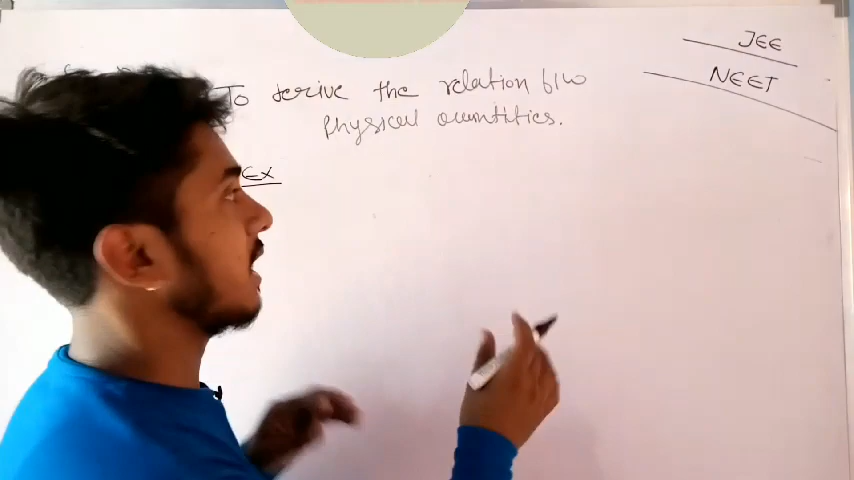 JEE
NEET
To derive the relation b/w
Physical quantities.
Ex